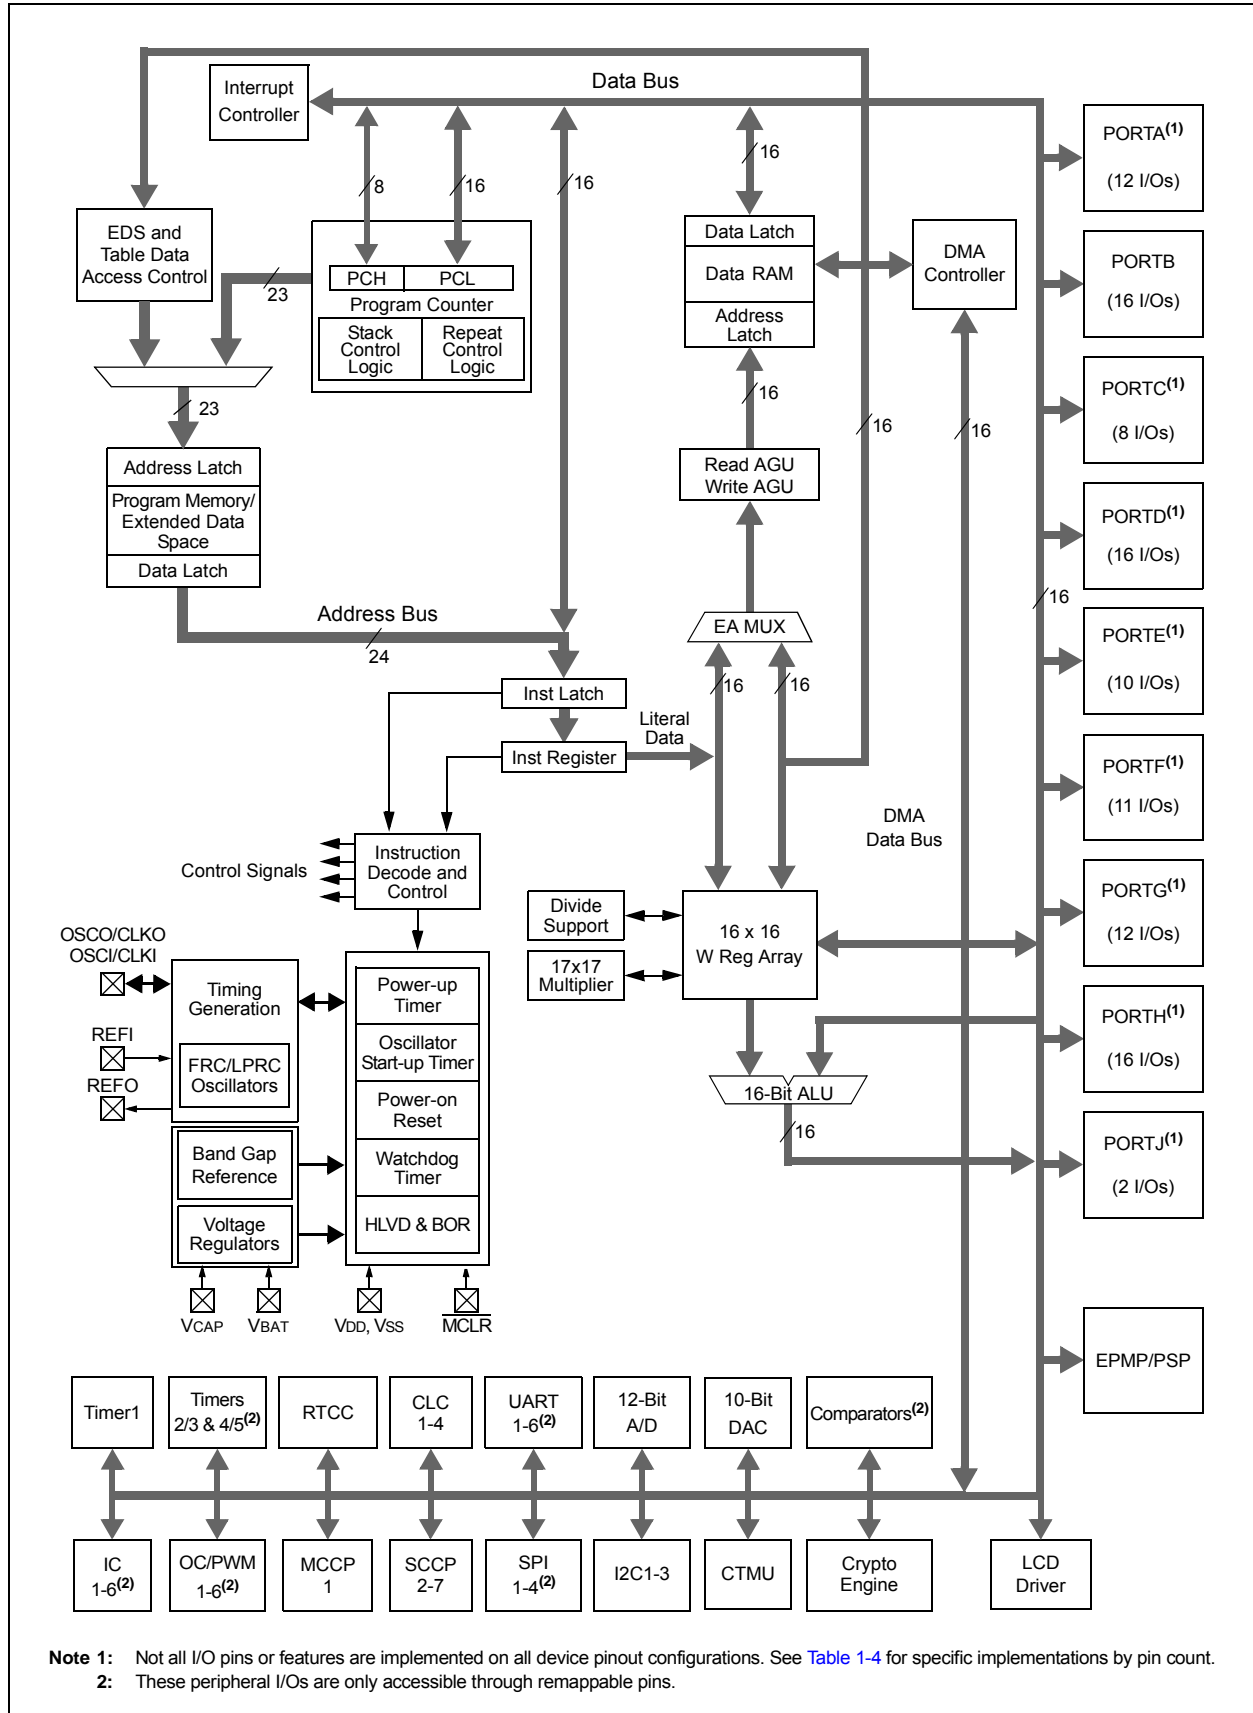 Data Bus
Interrupt
Controller
8
16
16
16
PORTA(1)
(12 I/Os)
EDS and
Table Data
Access Control
23
PCH
PCL
Program Counter
Stack
Control
Logic
Repeat
Control
Logic
Data Latch
Data RAM
Address
Latch
DMA
Controller
PORTB
(16 I/Os)
23
16
16
16
PORTC(1)
(8 I/Os)
Address Latch
Program Memory/
Extended Data
Space
Data Latch
Read AGU
Write AGU
PORTD(1)
(16 I/Os)
16
Address Bus
24
EA MUX
16
16
PORTE(1)
(10 I/Os)
Inst Latch
Literal
Data
Inst Register
PORTF(1)
(11 I/Os)
DMA
Data Bus
Control Signals
Instruction
Decode and
Control
Divide
Support
17x17
Multiplier
16 x 16
W Reg Array
PORTG(1)
(12 I/Os)
OSCO/CLKO
OSCI/CLKI
REFI
REFO
Timing
Generation
FRC/LPRC
Oscillators
Power-up
Timer
Oscillator
Start-up Timer
Power-on
Reset
Watchdog
Timer
HLVD & BOR
Band Gap
Reference
Voltage
Regulators
PORTH(1)
(16 I/Os)
16-Bit ALU
16
PORTJ(1)
(2 I/Os)
VCAP
VBAT
VDD, VSS
MCLR
EPMP/PSP
Timer1
Timers
2/3 & 4/5(2)
RTCC
CLC
1-4
UART
1-6(2)
12-Bit
A/D
10-Bit
DAC
Comparators(2)
IC
1-6(2)
OC/PWM
1-6(2)
MCCP
1
SCCP
2-7
SPI
1-4(2)
I2C1-3
CTMU
Crypto
Engine
LCD
Driver
Note 1: Not all I/O pins or features are implemented on all device pinout configurations. See Table 1-4 for specific implementations by pin count.
2: These peripheral I/Os are only accessible through remappable pins.